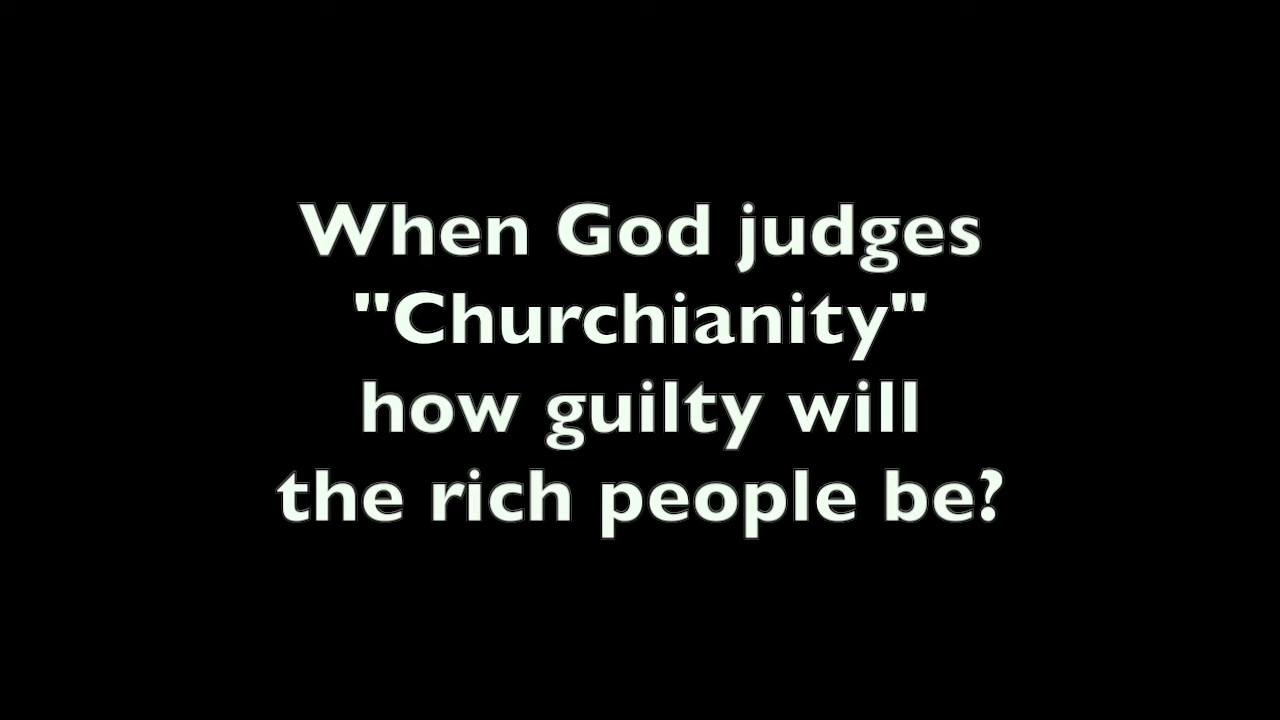 When God judges
"Churchianity"
how guilty will
the rich people be?